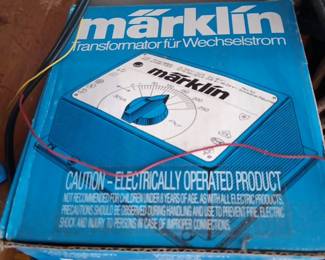 märklin
Transformator für Wechselstrom
märklin
CAUTION - ELECTRICALLY OPERATED PRODUCT
NOT RECOMMENDED FOR CHILDREN UNDER 8 YEARS OF AGE. AS WITH ALL ELECTRIC PRODUCTS,
PRECAUTIONS SHOULD BE OBSERVED DURING HANDLING AND USE TO PREVENT FIRE, ELECTRIC
SHOCK AND INJURY TO PERSONS IN CASE OF IMPROPER CONNECTIONS.